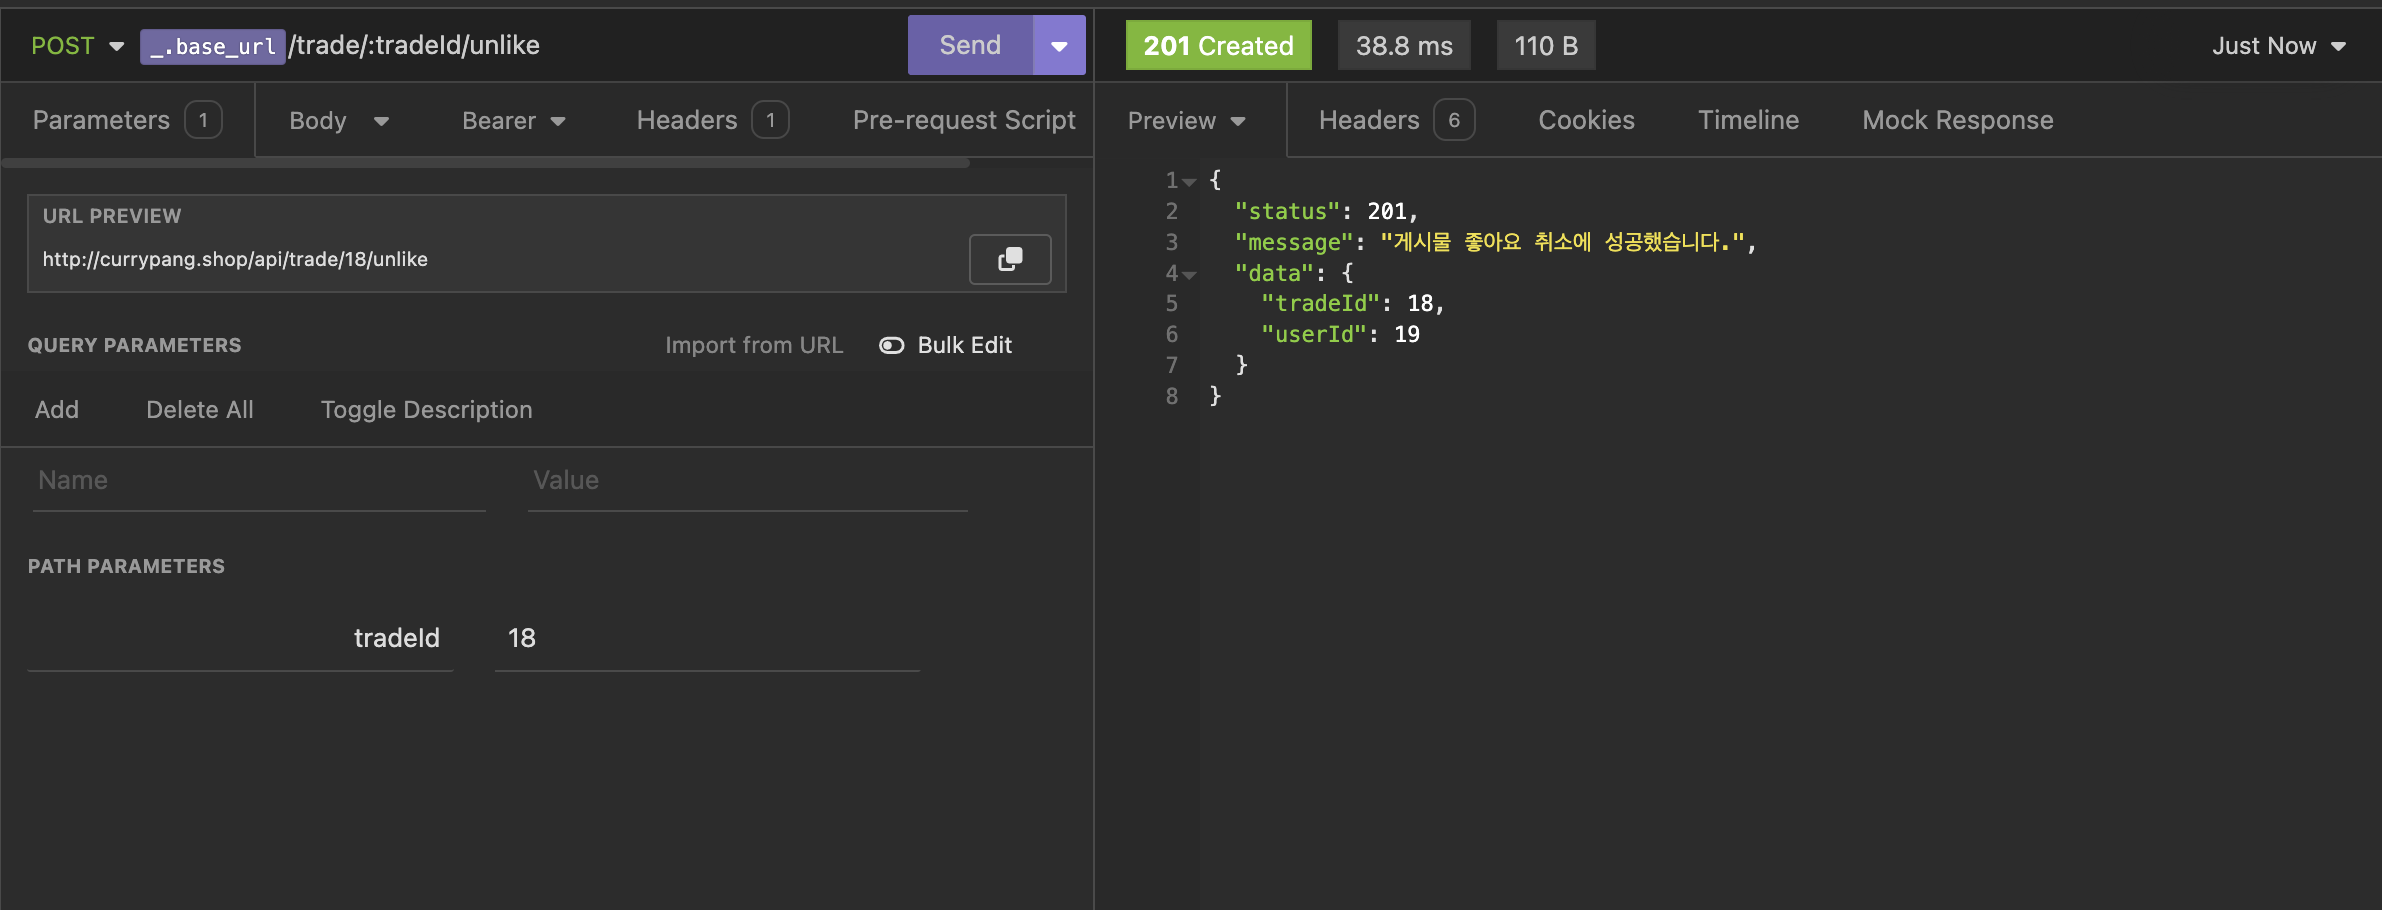 POST _.base_url /trade/:tradeId/unlike Send
Parameters 1 Body Bearer Headers 1 Pre-request Script
URL PREVIEW
http://currypang.shop/api/trade/18/unlike
QUERY PARAMETERS Import from URL Bulk Edit
Add Delete All Toggle Description
Name Value
PATH PARAMETERS
tradeId 18
201 Created 38.8 ms 110 B Just Now
Preview Headers 6 Cookies Timeline Mock Response
1 {
2 "status": 201,
3 "message": "게시물 좋아요 취소에 성공했습니다.",
4 "data": {
5 "tradeId": 18,
6 "userId": 19
7 }
8 }